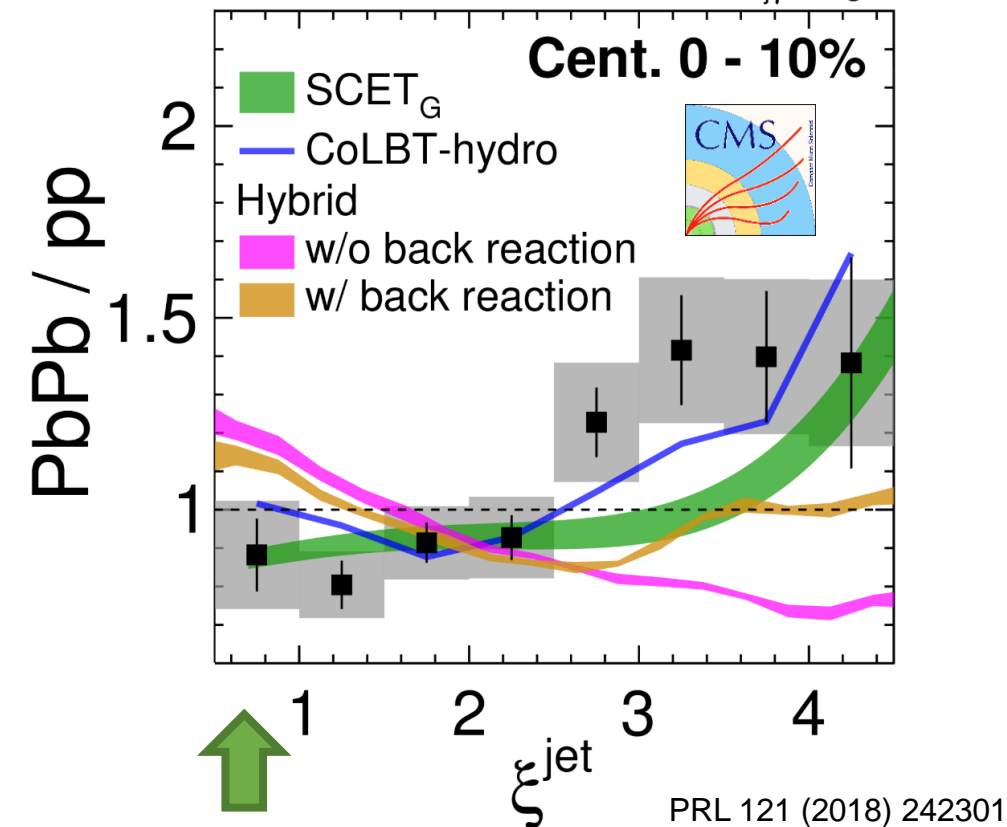 Cent. 0 - 10%
SCET_G
CoLBT-hydro
Hybrid
w/o back reaction
w/ back reaction
CMS
PbPb / pp
2
1.5
1
1 2 3 4
ξ^jet
PRL 121 (2018) 242301